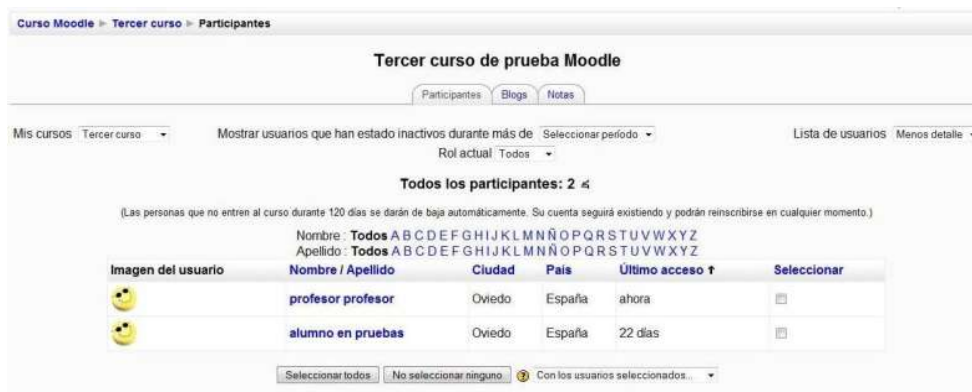 Curso Moodle ► Tercer curso ► Participantes
Tercer curso de prueba Moodle
Participantes Blogs Notas
Mis cursos Tercer curso Mostrar usuarios que han estado inactivos durante más de Seleccionar período Lista de usuarios Menos detalle
Rol actual Todos
Todos los participantes: 2
(Las personas que no entren al curso durante 120 días se darán de baja automáticamente. Su cuenta seguirá existiendo y podrán reinscribirse en cualquier momento.)
Nombre : Todos A B C D E F G H I J K L M N Ñ O P Q R S T U V W X Y Z
Apellido : Todos A B C D E F G H I J K L M N Ñ O P Q R S T U V W X Y Z
Imagen del usuario Nombre / Apellido Ciudad País Último acceso ↑ Seleccionar
profesor profesor Oviedo España ahora
alumno en pruebas Oviedo España 22 días
Seleccionar todos No seleccionar ninguno ? Con los usuarios seleccionados...